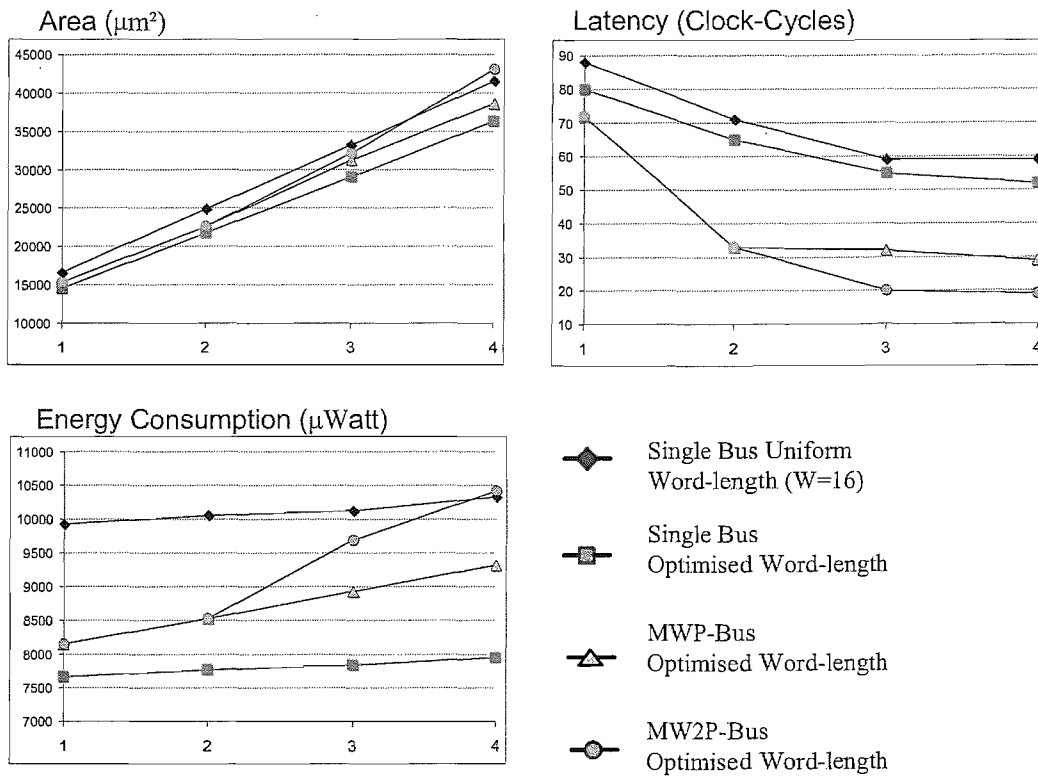 Area (μm²)
45000
40000
35000
30000
25000
20000
15000
10000
1 2 3 4
Latency (Clock-Cycles)
90
80
70
60
50
40
30
20
10
1 2 3 4
Energy Consumption (μWatt)
11000
10500
10000
9500
9000
8500
8000
7500
7000
1 2 3 4
Single Bus Uniform
Word-length (W=16)
Single Bus
Optimised Word-length
MWP-Bus
Optimised Word-length
MW2P-Bus
Optimised Word-length